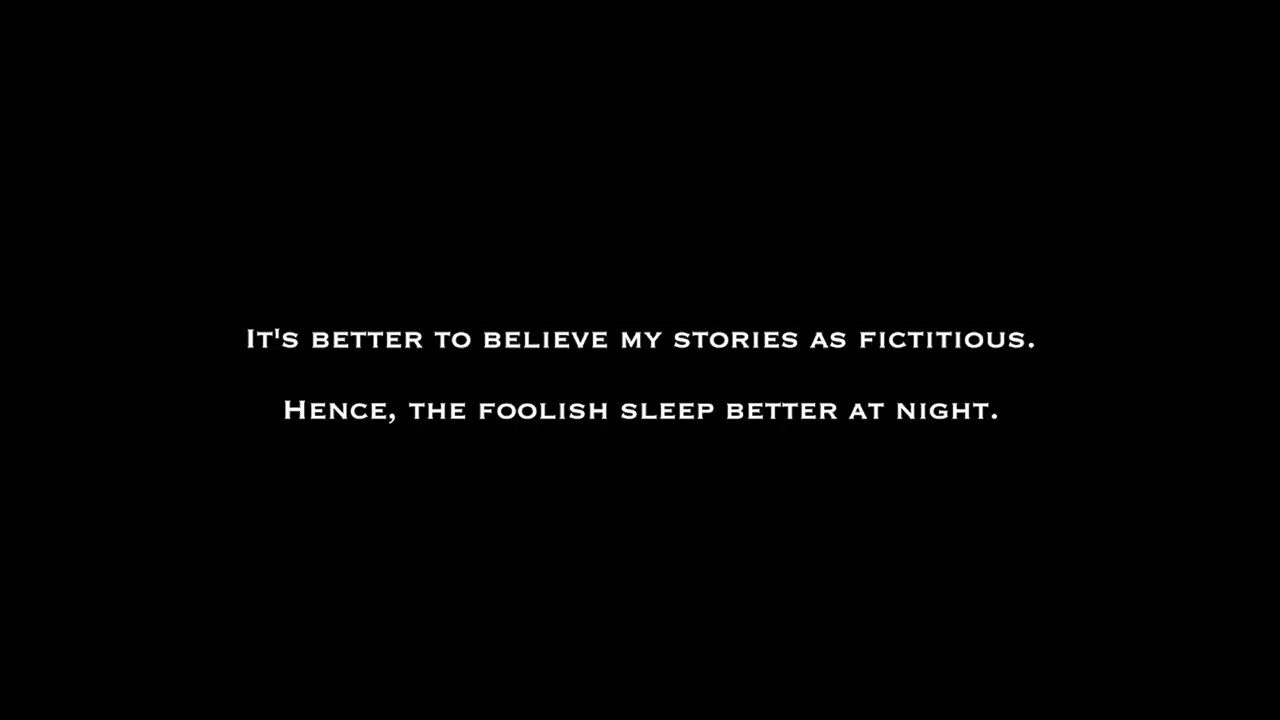 It's better to believe my stories as fictitious.
Hence, the foolish sleep better at night.